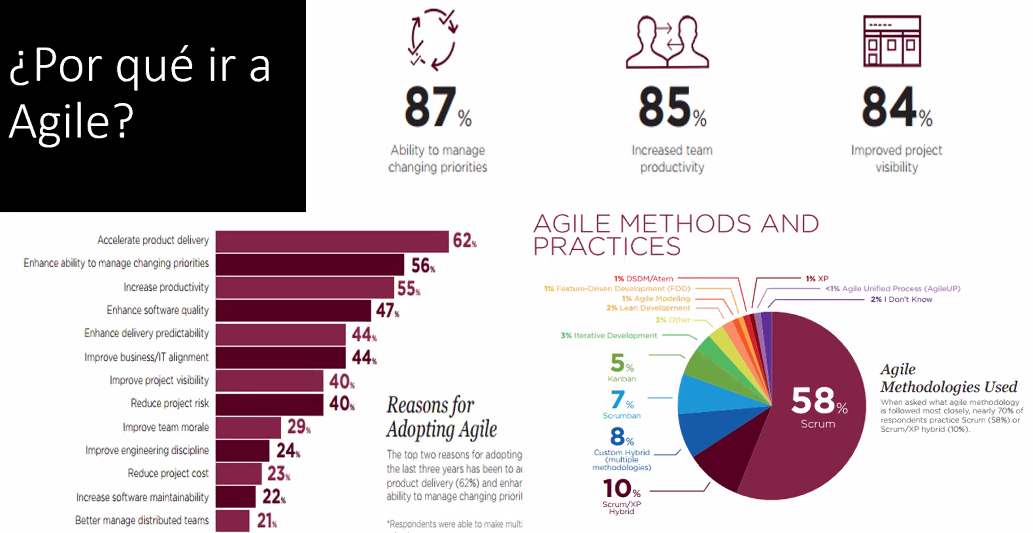 ¿Por qué ir a
Agile?
87%
Ability to manage
changing priorities
85%
Increased team
productivity
84%
Improved project
visibility
Accelerate product delivery 62%
Enhance ability to manage changing priorities 56%
Increase productivity 55%
Enhance software quality 47%
Enhance delivery predictability 44%
Improve business/IT alignment 44%
Improve project visibility 40%
Reduce project risk 40%
Improve team morale 29%
Improve engineering discipline 24%
Reduce project cost 23%
Increase software maintainability 22%
Better manage distributed teams 21%
Reasons for
Adopting Agile
The top two reasons for adopting
the last three years has been to
product delivery (62%) and
ability to manage changing
*Respondents were able to make
AGILE METHODS AND
PRACTICES
1% DSDM/Atern
1% Feature-Driven Development (FDD)
1% Agile Modeling
2% Lean Development
3% Other
3% Iterative Development
5%
Kanban
7%
Scrumban
8%
Custom Hybrid
(multiple
methodologies)
10%
Scrum/XP
Hybrid
1% XP
<1% Agile Unified Process (AgileUP)
2% I Don't Know
58%
Scrum
Agile
Methodologies Used
When asked what agile methodology
is followed most closely, nearly 70% of
respondents practice Scrum (58%) or
Scrum/XP hybrid (10%).